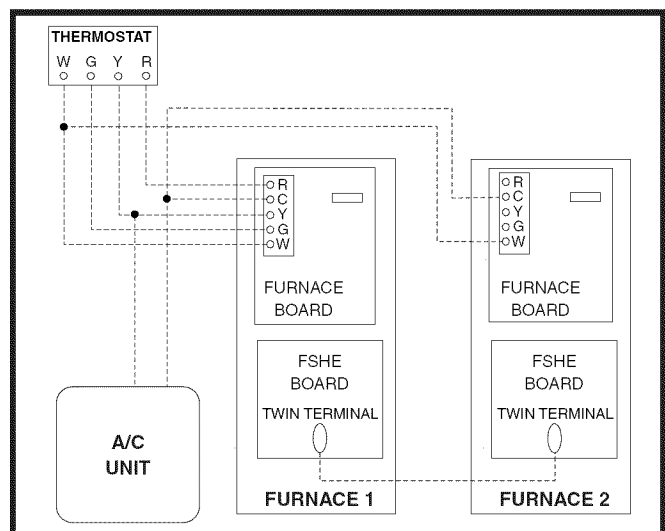 THERMOSTAT
W G Y R
R
C
Y
G
W
FURNACE
BOARD
FSHE
BOARD
TWIN TERMINAL
FURNACE 1
R
C
Y
G
W
FURNACE
BOARD
FSHE
BOARD
TWIN TERMINAL
FURNACE 2
A/C
UNIT